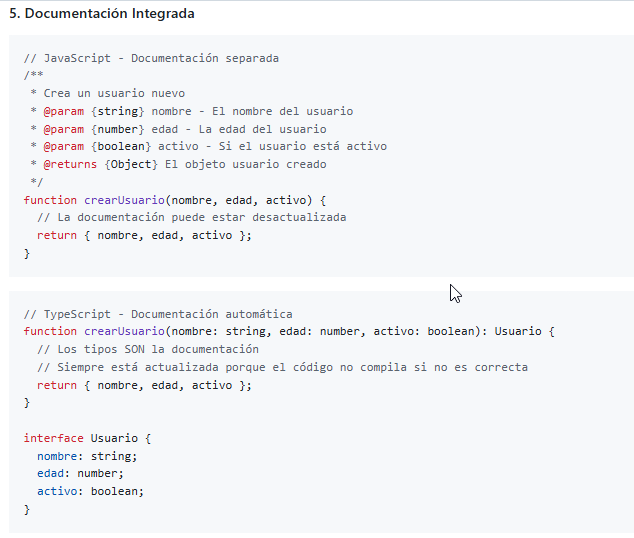 5. Documentación Integrada
// JavaScript - Documentación separada
/**
 * Crea un usuario nuevo
 * @param {string} nombre - El nombre del usuario
 * @param {number} edad - La edad del usuario
 * @param {boolean} activo - Si el usuario está activo
 * @returns {Object} El objeto usuario creado
 */
function crearUsuario(nombre, edad, activo) {
  // La documentación puede estar desactualizada
  return { nombre, edad, activo };
}
// TypeScript - Documentación automática
function crearUsuario(nombre: string, edad: number, activo: boolean): Usuario {
  // Los tipos SON la documentación
  // Siempre está actualizada porque el código no compila si no es correcta
  return { nombre, edad, activo };
}
interface Usuario {
  nombre: string;
  edad: number;
  activo: boolean;
}